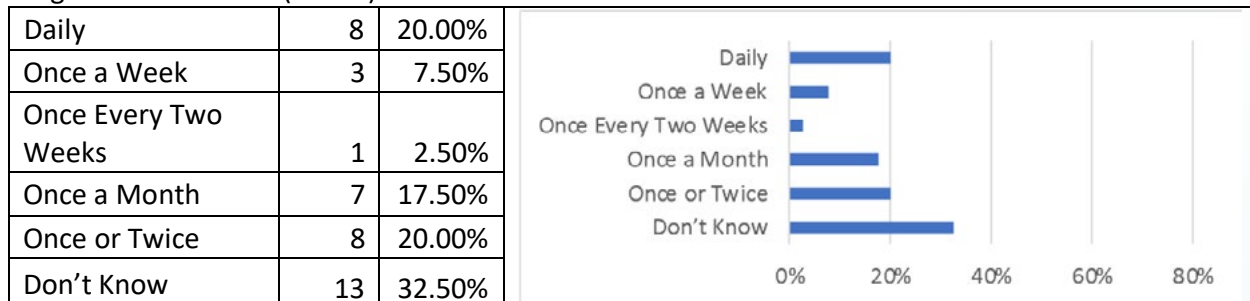 Daily 8 20.00%
Once a Week 3 7.50%
Once Every Two
Weeks 1 2.50%
Once a Month 7 17.50%
Once or Twice 8 20.00%
Don’t Know 13 32.50%
Daily
Once a Week
Once Every Two Weeks
Once a Month
Once or Twice
Don’t Know
0% 20% 40% 60% 80%